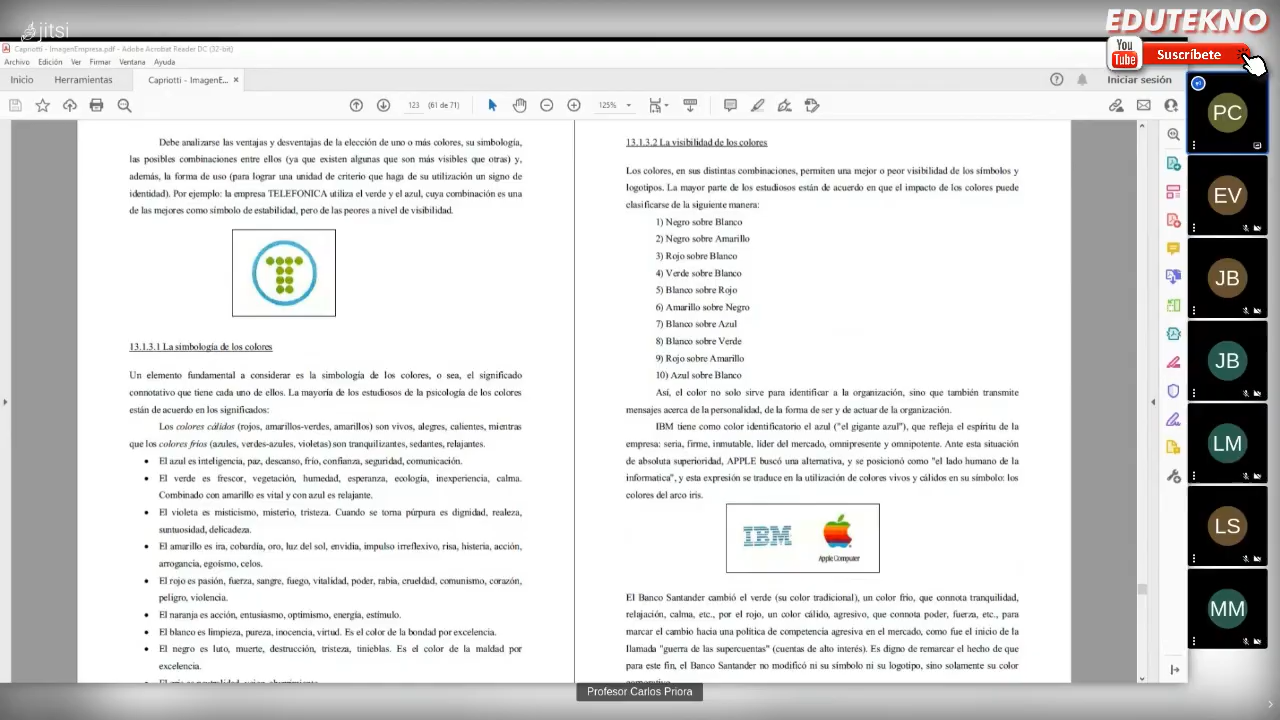 jitsi
EDUTEKNO
You Tube Suscríbete
Capriotti - ImagenEmpresa.pdf - Adobe Acrobat Reader DC (32-bit)
Archivo Edición Ver Firmar Ventana Ayuda
Inicio Herramientas Capriotti - ImagenE... × Iniciar sesión
123 (61 de 71) 125%
Debe analizarse las ventajas y desventajas de la elección de uno o más colores, su simbología,
las posibles combinaciones entre ellos (ya que existen algunas que son más visibles que otras) y,
además, la forma de uso (para lograr una unidad de criterio que haga de su utilización un signo de
identidad). Por ejemplo: la empresa TELEFONICA utiliza el verde y el azul, cuya combinación es una
de las mejores como símbolo de estabilidad, pero de las peores a nivel de visibilidad.
T
13.1.3.1 La simbología de los colores
Un elemento fundamental a considerar es la simbología de los colores, o sea, el significado
connotativo que tiene cada uno de ellos. La mayoría de los estudiosos de la psicología de los colores
están de acuerdo en los significados:
Los colores cálidos (rojos, amarillos-verdes, amarillos) son vivos, alegres, calientes, mientras
que los colores fríos (azules, verdes-azules, violetas) son tranquilizantes, sedantes, relajantes.
• El azul es inteligencia, paz, descanso, frío, confianza, seguridad, comunicación.
• El verde es frescor, vegetación, humedad, esperanza, ecología, inexperiencia, calma.
Combinado con amarillo es vital y con azul es relajante.
• El violeta es misticismo, misterio, tristeza. Cuando se torna púrpura es dignidad, realeza,
suntuosidad, delicadeza.
• El amarillo es ira, cobardía, oro, luz del sol, envidia, impulso irreflexivo, risa, histeria, acción,
arrogancia, egoísmo, celos.
• El rojo es pasión, fuerza, sangre, fuego, vitalidad, poder, rabia, crueldad, comunismo, corazón,
peligro, violencia.
• El naranja es acción, entusiasmo, optimismo, energía, estímulo.
• El blanco es limpieza, pureza, inocencia, virtud. Es el color de la bondad por excelencia.
• El negro es luto, muerte, destrucción, tristeza, tinieblas. Es el color de la maldad por
excelencia.
13.1.3.2 La visibilidad de los colores
Los colores, en sus distintas combinaciones, permiten una mejor o peor visibilidad de los símbolos y
logotipos. La mayor parte de los estudiosos están de acuerdo en que el impacto de los colores puede
clasificarse de la siguiente manera:
1) Negro sobre Blanco
2) Negro sobre Amarillo
3) Rojo sobre Blanco
4) Verde sobre Blanco
5) Blanco sobre Rojo
6) Amarillo sobre Negro
7) Blanco sobre Azul
8) Blanco sobre Verde
9) Rojo sobre Amarillo
10) Azul sobre Blanco
Así, el color no solo sirve para identificar a la organización, sino que también transmite
mensajes acerca de la personalidad, de la forma de ser y de actuar de la organización.
IBM tiene como color identificatorio el azul ("el gigante azul"), que refleja el espíritu de la
empresa: seria, firme, inmutable, líder del mercado, omnipresente y omnipotente. Ante esta situación
de absoluta superioridad, APPLE buscó una alternativa, y se posicionó como "el lado humano de la
informatica", y esta expresión se traduce en la utilización de colores vivos y cálidos en su símbolo: los
colores del arco iris.
IBM Apple Computer
El Banco Santander cambió el verde (su color tradicional), un color frío, que connota tranquilidad,
relajación, calma, etc., por el rojo, un color cálido, agresivo, que connota poder, fuerza, etc., para
marcar el cambio hacia una política de competencia agresiva en el mercado, como fue el inicio de la
llamada "guerra de las supercuentas" (cuentas de alto interés). Es digno de remarcar el hecho de que
para este fin, el Banco Santander no modificó ni su símbolo ni su logotipo, sino solamente su color
PC
EV
JB
JB
LM
LS
MM
Profesor Carlos Priora